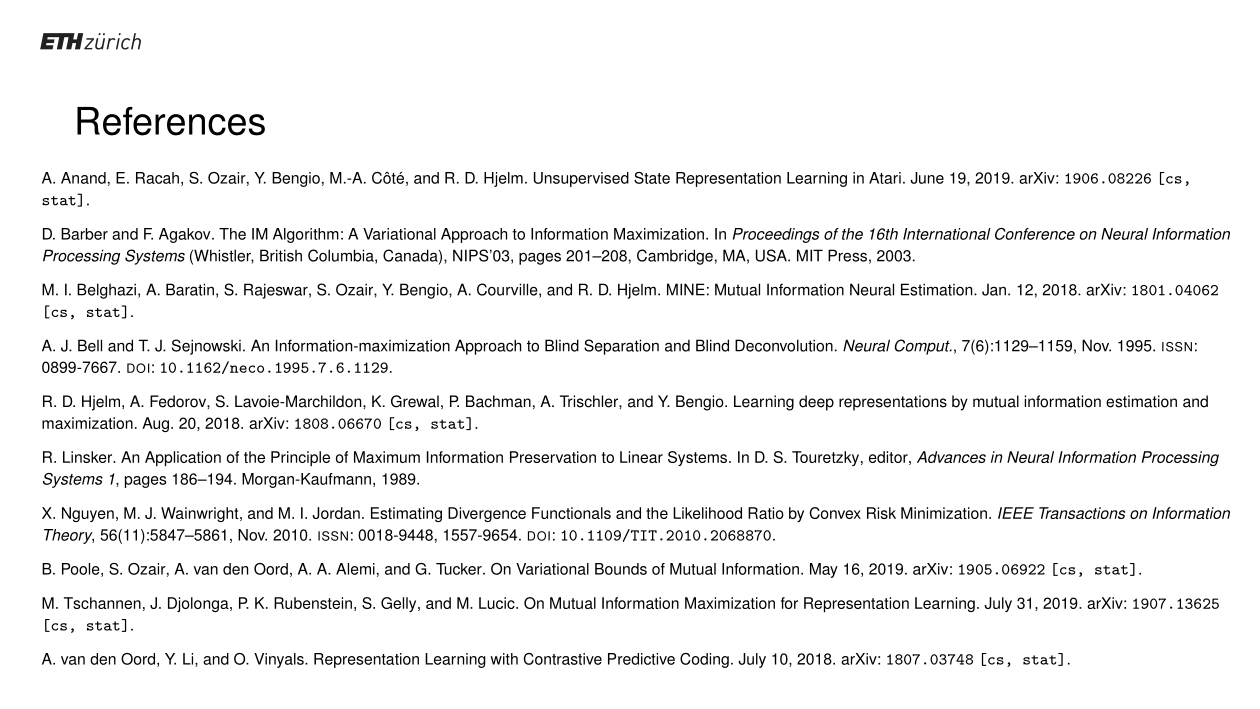 ETH zürich
References
A. Anand, E. Racah, S. Ozair, Y. Bengio, M.-A. Côté, and R. D. Hjelm. Unsupervised State Representation Learning in Atari. June 19, 2019. arXiv: 1906.08226 [cs,
stat].
D. Barber and F. Agakov. The IM Algorithm: A Variational Approach to Information Maximization. In Proceedings of the 16th International Conference on Neural Information
Processing Systems (Whistler, British Columbia, Canada), NIPS'03, pages 201–208, Cambridge, MA, USA. MIT Press, 2003.
M. I. Belghazi, A. Baratin, S. Rajeswar, S. Ozair, Y. Bengio, A. Courville, and R. D. Hjelm. MINE: Mutual Information Neural Estimation. Jan. 12, 2018. arXiv: 1801.04062
[cs, stat].
A. J. Bell and T. J. Sejnowski. An Information-maximization Approach to Blind Separation and Blind Deconvolution. Neural Comput., 7(6):1129–1159, Nov. 1995. ISSN:
0899-7667. DOI: 10.1162/neco.1995.7.6.1129.
R. D. Hjelm, A. Fedorov, S. Lavoie-Marchildon, K. Grewal, P. Bachman, A. Trischler, and Y. Bengio. Learning deep representations by mutual information estimation and
maximization. Aug. 20, 2018. arXiv: 1808.06670 [cs, stat].
R. Linsker. An Application of the Principle of Maximum Information Preservation to Linear Systems. In D. S. Touretzky, editor, Advances in Neural Information Processing
Systems 1, pages 186–194. Morgan-Kaufmann, 1989.
X. Nguyen, M. J. Wainwright, and M. I. Jordan. Estimating Divergence Functionals and the Likelihood Ratio by Convex Risk Minimization. IEEE Transactions on Information
Theory, 56(11):5847–5861, Nov. 2010. ISSN: 0018-9448, 1557-9654. DOI: 10.1109/TIT.2010.2068870.
B. Poole, S. Ozair, A. van den Oord, A. A. Alemi, and G. Tucker. On Variational Bounds of Mutual Information. May 16, 2019. arXiv: 1905.06922 [cs, stat].
M. Tschannen, J. Djolonga, P. K. Rubenstein, S. Gelly, and M. Lucic. On Mutual Information Maximization for Representation Learning. July 31, 2019. arXiv: 1907.13625
[cs, stat].
A. van den Oord, Y. Li, and O. Vinyals. Representation Learning with Contrastive Predictive Coding. July 10, 2018. arXiv: 1807.03748 [cs, stat].